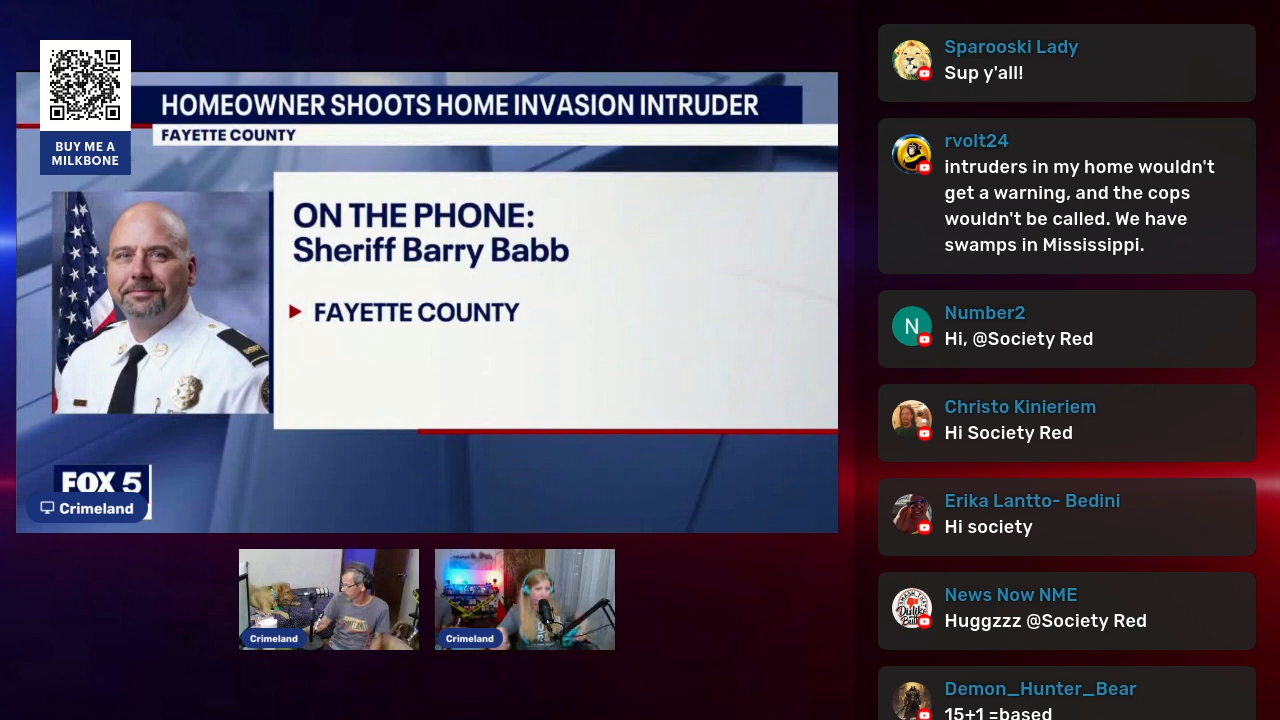 BUY ME A
MILKBONE
HOMEOWNER SHOOTS HOME INVASION INTRUDER
FAYETTE COUNTY
ON THE PHONE:
Sheriff Barry Babb
FAYETTE COUNTY
FOX 5
Crimeland
Crimeland
Crimeland
Sparooski Lady
Sup y'all!
rvolt24
intruders in my home wouldn't
get a warning, and the cops
wouldn't be called. We have
swamps in Mississippi.
N
Number2
Hi, @Society Red
Christo Kinieriem
Hi Society Red
Erika Lantto- Bedini
Hi society
News Now NME
Huggzzz @Society Red
Demon_Hunter_Bear
15+1 =based